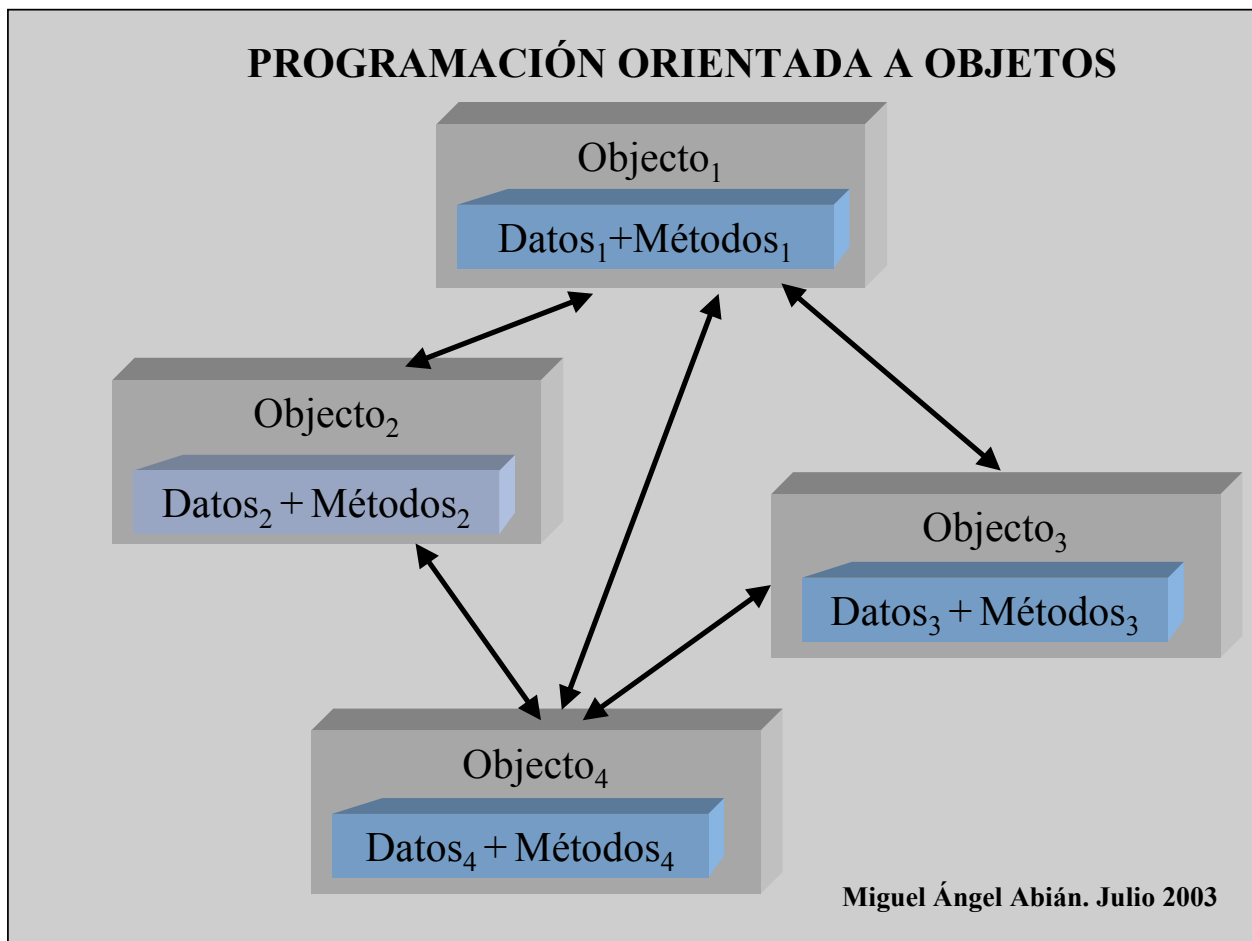 PROGRAMACIÓN ORIENTADA A OBJETOS
Objecto₁
Datos₁+Métodos₁
Objecto₂
Datos₂ + Métodos₂
Objecto₃
Datos₃ + Métodos₃
Objecto₄
Datos₄ + Métodos₄
Miguel Ángel Abián. Julio 2003